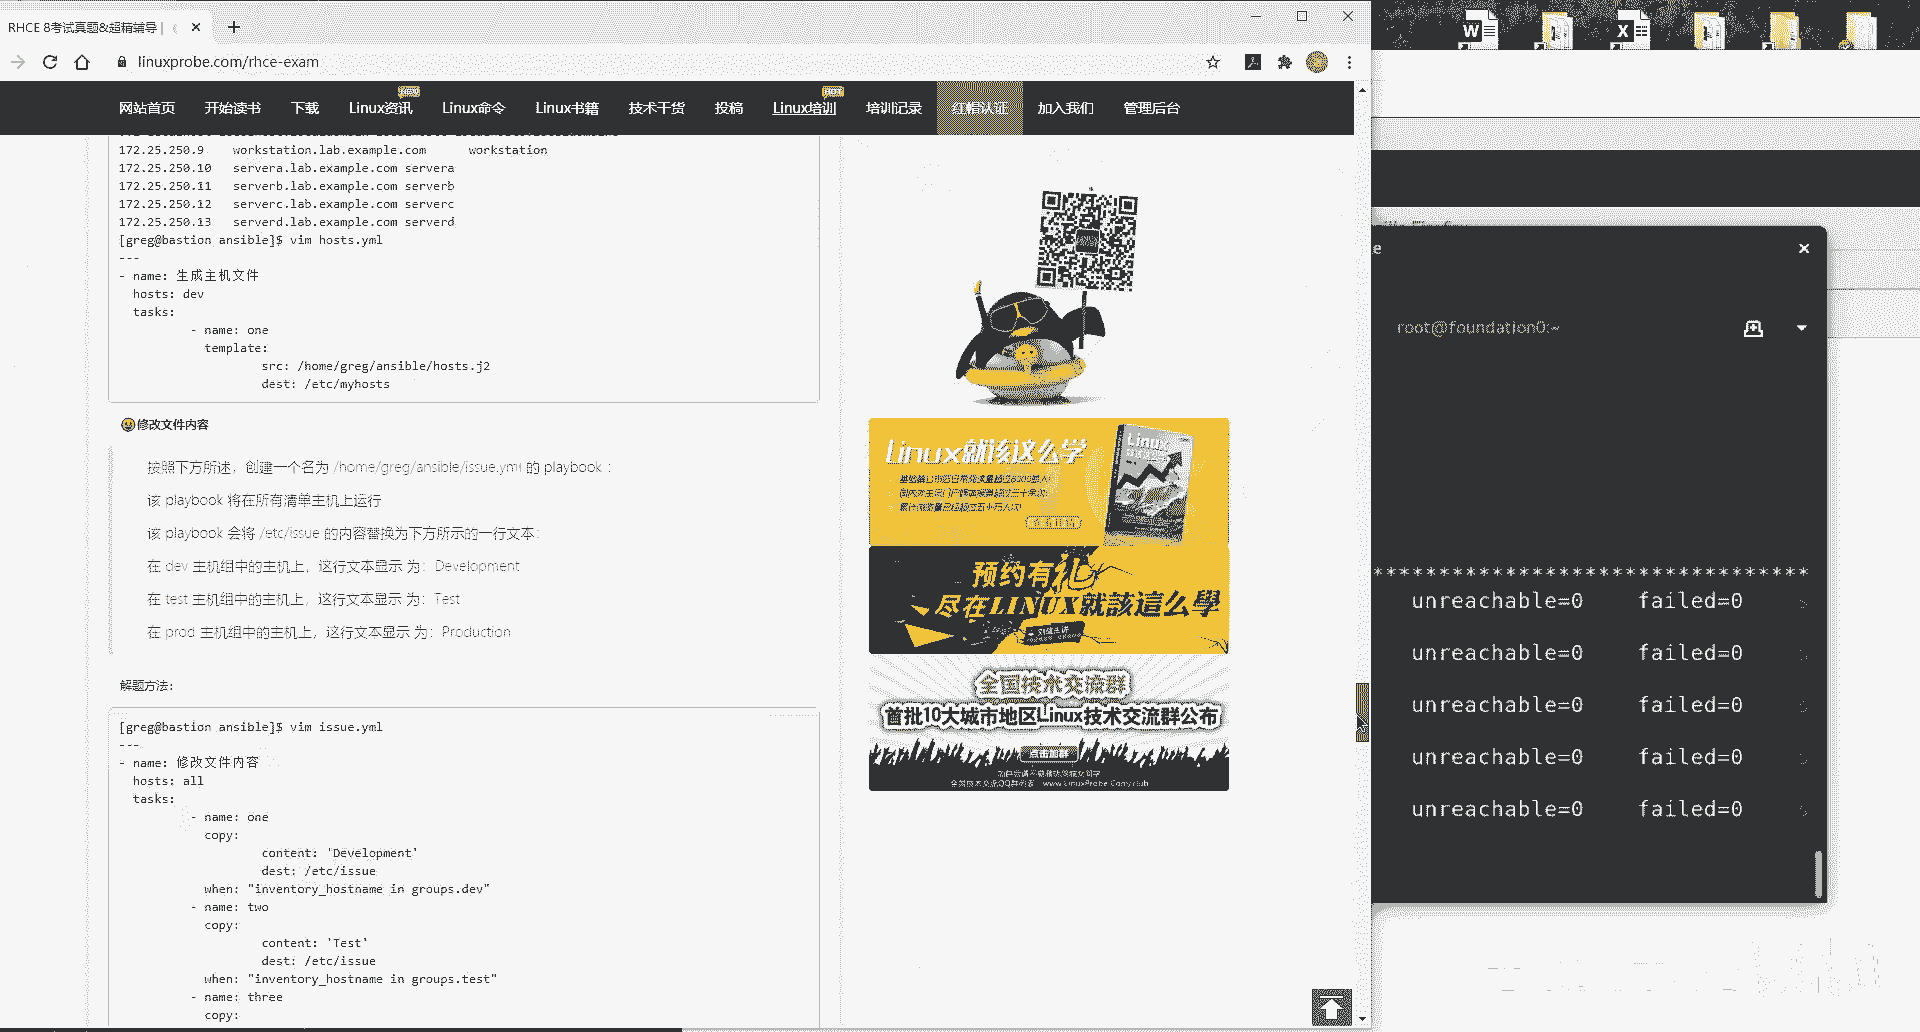 RHCE 8考试真题&超精辅导 |
linuxprobe.com/rhce-exam
网站首页 开始读书 下载 Linux资讯 Linux命令 Linux书籍 技术干货 投稿 Linux培训 培训记录 红帽认证 加入我们 管理后台
172.25.250.9 workstation.lab.example.com workstation
172.25.250.10 servera.lab.example.com servera
172.25.250.11 serverb.lab.example.com serverb
172.25.250.12 serverc.lab.example.com serverc
172.25.250.13 serverd.lab.example.com serverd
[greg@bastion ansible]$ vim hosts.yml
---
- name: 生成主机文件
hosts: dev
tasks:
- name: one
template:
src: /home/greg/ansible/hosts.j2
dest: /etc/myhosts
修改文件内容
按照下方所述，创建一个名为 /home/greg/ansible/issue.yml 的 playbook ：
该 playbook 将在所有清单主机上运行
该 playbook 会将 /etc/issue 的内容替换为下方所示的一行文本：
在 dev 主机组中的主机上，这行文本显示 为：Development
在 test 主机组中的主机上，这行文本显示 为：Test
在 prod 主机组中的主机上，这行文本显示 为：Production
解题方法：
[greg@bastion ansible]$ vim issue.yml
---
- name: 修改文件内容
hosts: all
tasks:
- name: one
copy:
content: 'Development'
dest: /etc/issue
when: "inventory_hostname in groups.dev"
- name: two
copy:
content: 'Test'
dest: /etc/issue
when: "inventory_hostname in groups.test"
- name: three
copy:
Linux就该这么学
Linux
预约有礼
尽在LINUX就該這么學
全国技术交流群
首批10大城市地区Linux技术交流群公布
点击加群
W
X
e
root@foundation0:~
*********************************
unreachable=0 failed=0 s
unreachable=0 failed=0 s
unreachable=0 failed=0 s
unreachable=0 failed=0 s
unreachable=0 failed=0 s